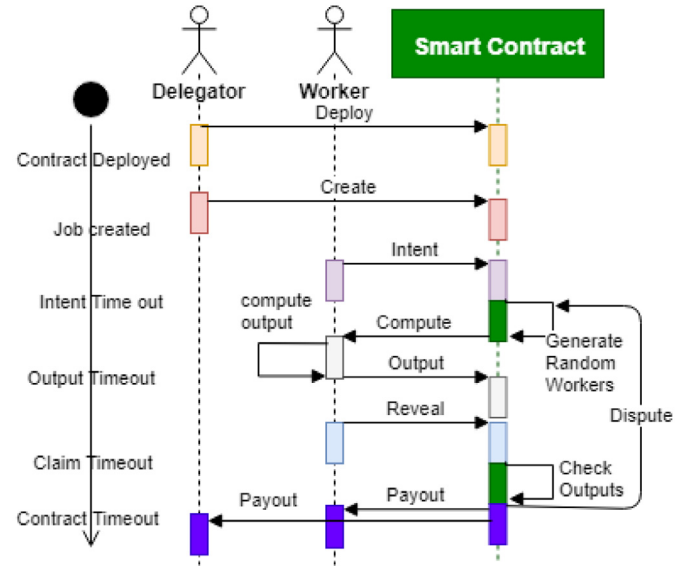 Smart Contract
Delegator
Worker
Deploy
Contract Deployed
Create
Job created
Intent
Intent Time out
compute
output
Compute
Generate
Random
Workers
Output Timeout
Output
Reveal
Dispute
Claim Timeout
Check
Outputs
Payout
Payout
Contract Timeout